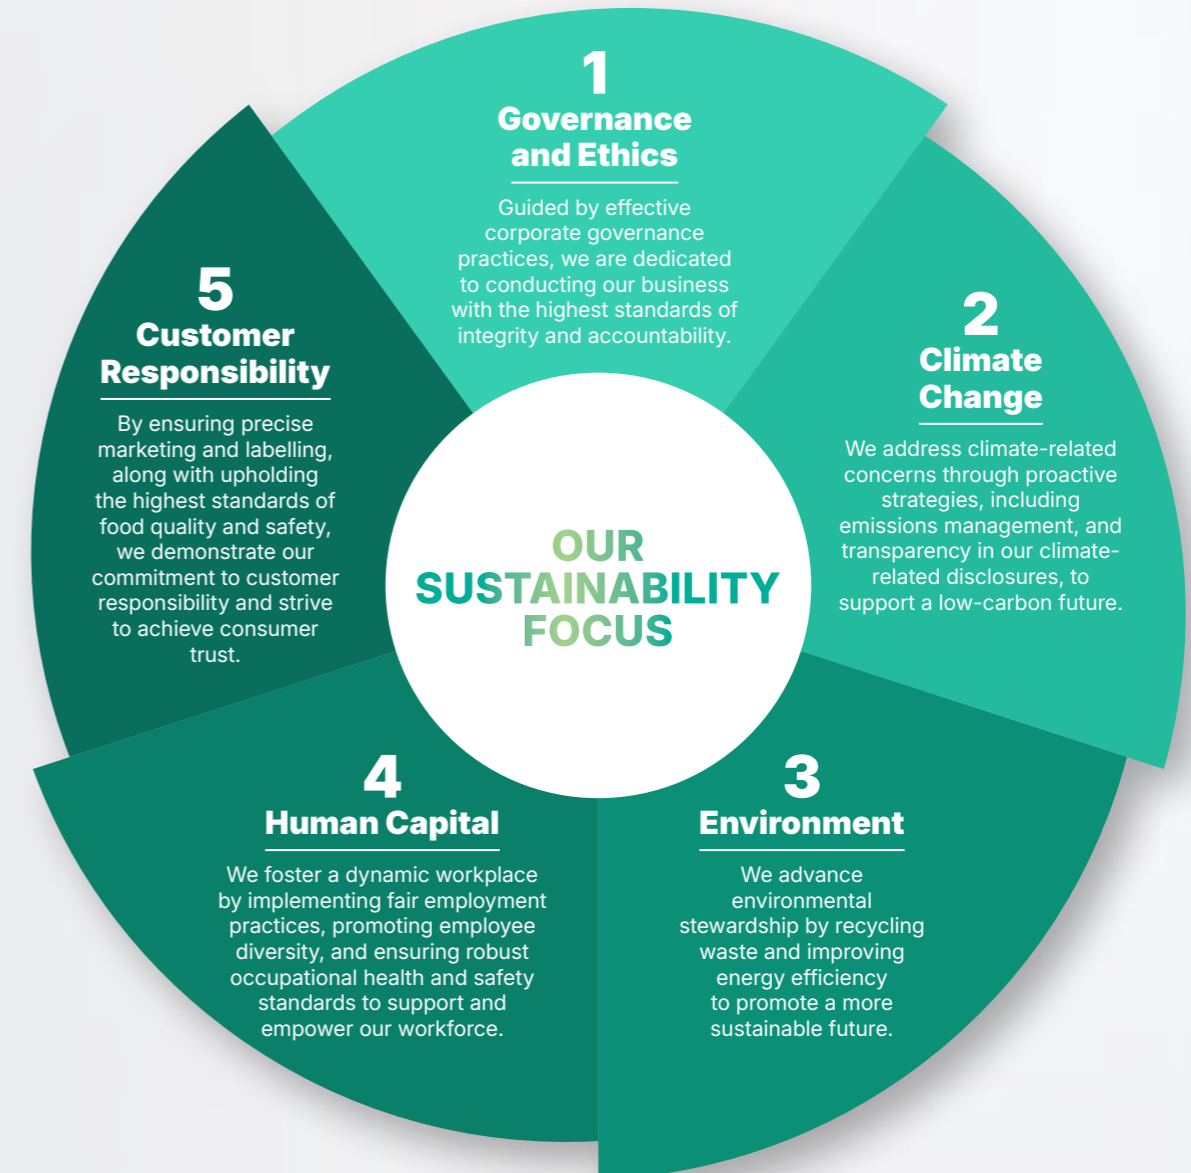 1
Governance
and Ethics
Guided by effective
corporate governance
practices, we are dedicated
to conducting our business
with the highest standards of
integrity and accountability.
2
Climate
Change
We address climate-related
concerns through proactive
strategies, including
emissions management, and
transparency in our climate-
related disclosures, to
support a low-carbon future.
3
Environment
We advance
environmental
stewardship by recycling
waste and improving
energy efficiency
to promote a more
sustainable future.
4
Human Capital
We foster a dynamic workplace
by implementing fair employment
practices, promoting employee
diversity, and ensuring robust
occupational health and safety
standards to support and
empower our workforce.
5
Customer
Responsibility
By ensuring precise
marketing and labelling,
along with upholding
the highest standards of
food quality and safety,
we demonstrate our
commitment to customer
responsibility and strive
to achieve consumer
trust.
OUR
SUSTAINABILITY
FOCUS